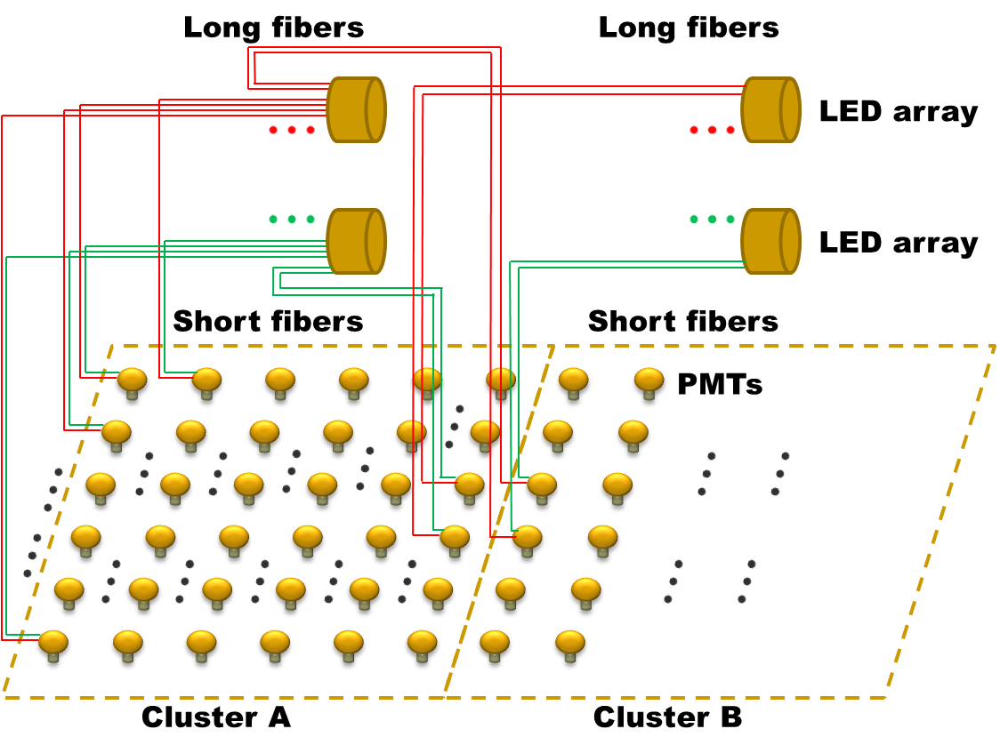 Long fibers
Long fibers
LED array
LED array
Short fibers
Short fibers
PMTs
Cluster A
Cluster B